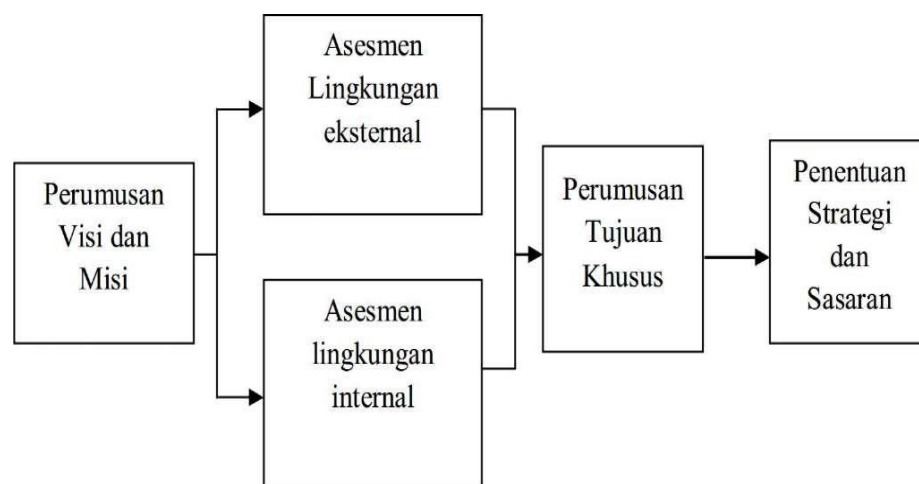 Perumusan
Visi dan
Misi
Asesmen
Lingkungan
eksternal
Asesmen
lingkungan
internal
Perumusan
Tujuan
Khusus
Penentuan
Strategi
dan
Sasaran